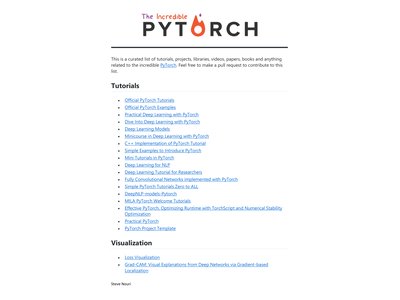 The Incredible
PYTORCH
This is a curated list of tutorials, projects, libraries, videos, papers, books and anything
related to the incredible PyTorch. Feel free to make a pull request to contribute to this
list.
Tutorials
• Official PyTorch Tutorials
• Official PyTorch Examples
• Practical Deep Learning with PyTorch
• Dive Into Deep Learning with PyTorch
• Deep Learning Models
• Minicourse in Deep Learning with PyTorch
• C++ Implementation of PyTorch Tutorial
• Simple Examples to Introduce PyTorch
• Mini Tutorials in PyTorch
• Deep Learning for NLP
• Deep Learning Tutorial for Researchers
• Fully Convolutional Networks implemented with PyTorch
• Simple PyTorch Tutorials Zero to ALL
• DeepNLP-models-Pytorch
• MILA PyTorch Welcome Tutorials
• Effective PyTorch, Optimizing Runtime with TorchScript and Numerical Stability
Optimization
• Practical PyTorch
• PyTorch Project Template
Visualization
• Loss Visualization
• Grad-CAM: Visual Explanations from Deep Networks via Gradient-based
Localization
Steve Nouri